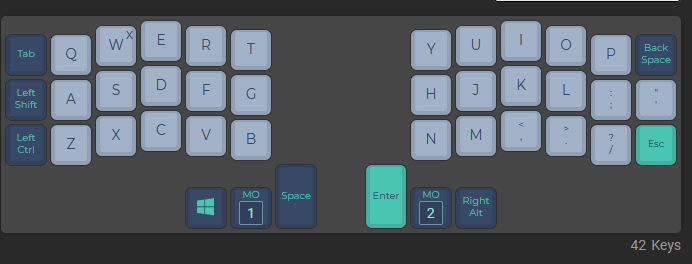 Tab Q W X E R T Y U I O P Back Space
Left Shift A S D F G H J K L : ; " '
Left Ctrl Z X C V B N M < , > . ? / Esc
MO 1 Space Enter MO 2 Right Alt
42 Keys